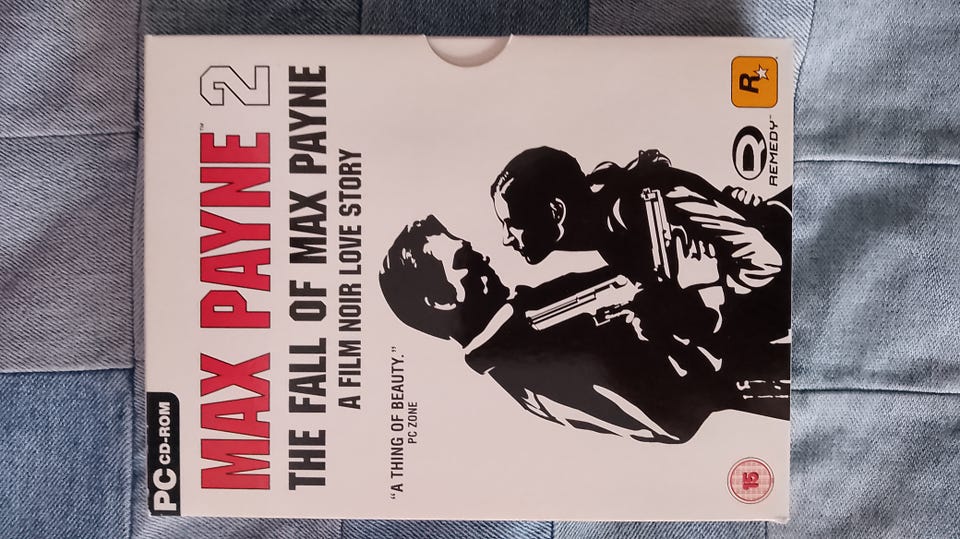 PC CD-ROM
MAX PAYNE™ 2
THE FALL OF MAX PAYNE
A FILM NOIR LOVE STORY
“A THING OF BEAUTY.”
PC ZONE
R
REMEDY™
15